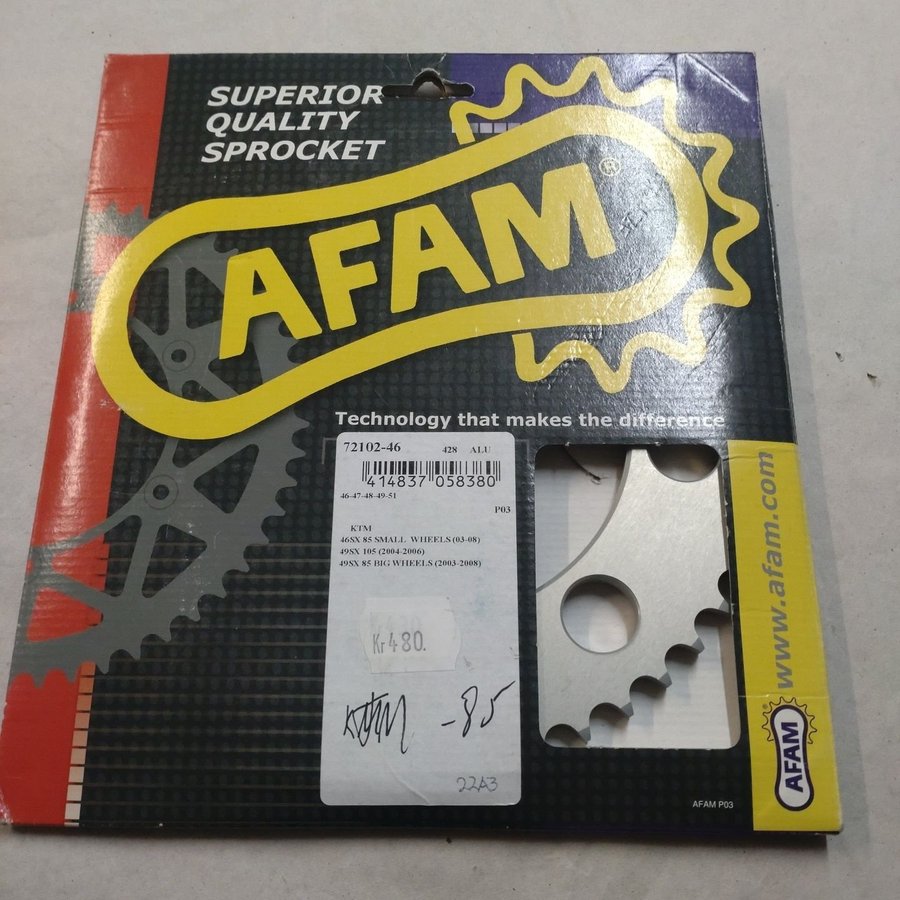 SUPERIOR
QUALITY
SPROCKET
AFAM®
Technology that makes the difference
72102-46 428 ALU
414837 058380
46-47-48-49-51
P03
KTM
46SX 85 SMALL WHEELS (03-08)
49SX 105 (2004-2006)
49SX 85 BIG WHEELS (2003-2008)
Kr 480.
KTM -85
22A3
www.afam.com
AFAM®
AFAM P03